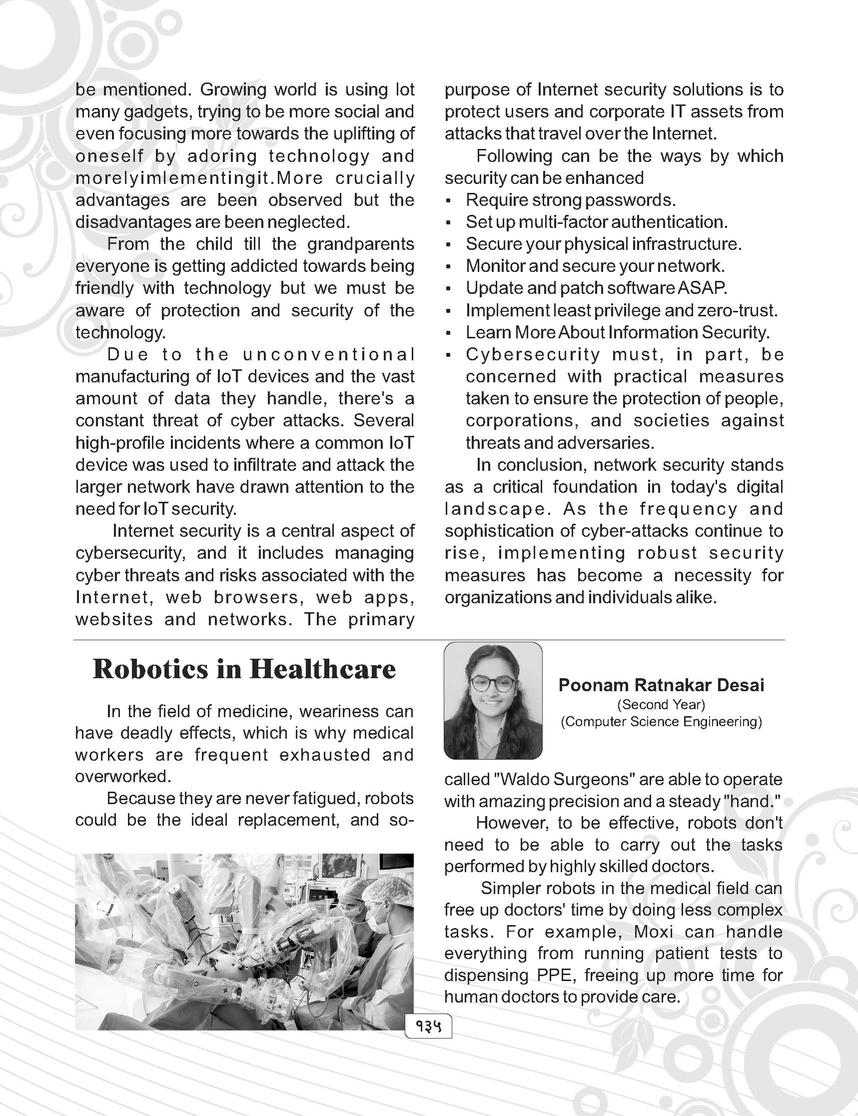 be mentioned. Growing world is using lot
many gadgets, trying to be more social and
even focusing more towards the uplifting of
oneself by adoring technology and
morelyimlementingit.More crucially
advantages are been observed but the
disadvantages are been neglected.
From the child till the grandparents
everyone is getting addicted towards being
friendly with technology but we must be
aware of protection and security of the
technology.
Due to the unconventional
manufacturing of IoT devices and the vast
amount of data they handle, there's a
constant threat of cyber attacks. Several
high-profile incidents where a common IoT
device was used to infiltrate and attack the
larger network have drawn attention to the
need for IoT security.
Internet security is a central aspect of
cybersecurity, and it includes managing
cyber threats and risks associated with the
Internet, web browsers, web apps,
websites and networks. The primary
purpose of Internet security solutions is to
protect users and corporate IT assets from
attacks that travel over the Internet.
Following can be the ways by which
security can be enhanced
• Require strong passwords.
• Set up multi-factor authentication.
• Secure your physical infrastructure.
• Monitor and secure your network.
• Update and patch software ASAP.
• Implement least privilege and zero-trust.
• Learn More About Information Security.
• Cybersecurity must, in part, be
concerned with practical measures
taken to ensure the protection of people,
corporations, and societies against
threats and adversaries.
In conclusion, network security stands
as a critical foundation in today's digital
landscape. As the frequency and
sophistication of cyber-attacks continue to
rise, implementing robust security
measures has become a necessity for
organizations and individuals alike.
Robotics in Healthcare
Poonam Ratnakar Desai
(Second Year)
(Computer Science Engineering)
In the field of medicine, weariness can
have deadly effects, which is why medical
workers are frequent exhausted and
overworked.
Because they are never fatigued, robots
could be the ideal replacement, and so-
called "Waldo Surgeons" are able to operate
with amazing precision and a steady "hand."
However, to be effective, robots don't
need to be able to carry out the tasks
performed by highly skilled doctors.
Simpler robots in the medical field can
free up doctors' time by doing less complex
tasks. For example, Moxi can handle
everything from running patient tests to
dispensing PPE, freeing up more time for
human doctors to provide care.
१३५